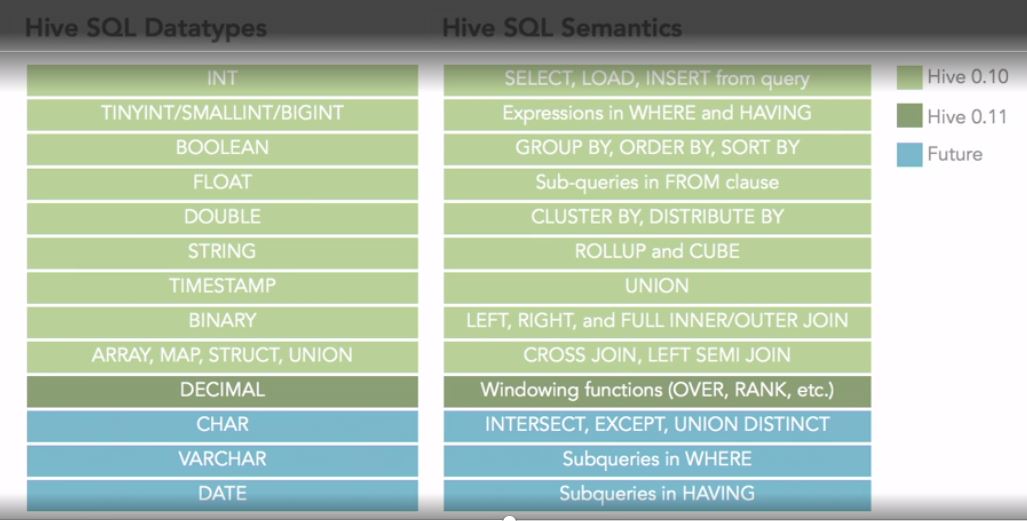 Hive SQL Datatypes
INT
TINYINT/SMALLINT/BIGINT
BOOLEAN
FLOAT
DOUBLE
STRING
TIMESTAMP
BINARY
ARRAY, MAP, STRUCT, UNION
DECIMAL
CHAR
VARCHAR
DATE
Hive SQL Semantics
SELECT, LOAD, INSERT from query
Expressions in WHERE and HAVING
GROUP BY, ORDER BY, SORT BY
Sub-queries in FROM clause
CLUSTER BY, DISTRIBUTE BY
ROLLUP and CUBE
UNION
LEFT, RIGHT, and FULL INNER/OUTER JOIN
CROSS JOIN, LEFT SEMI JOIN
Windowing functions (OVER, RANK, etc.)
INTERSECT, EXCEPT, UNION DISTINCT
Subqueries in WHERE
Subqueries in HAVING
Hive 0.10
Hive 0.11
Future